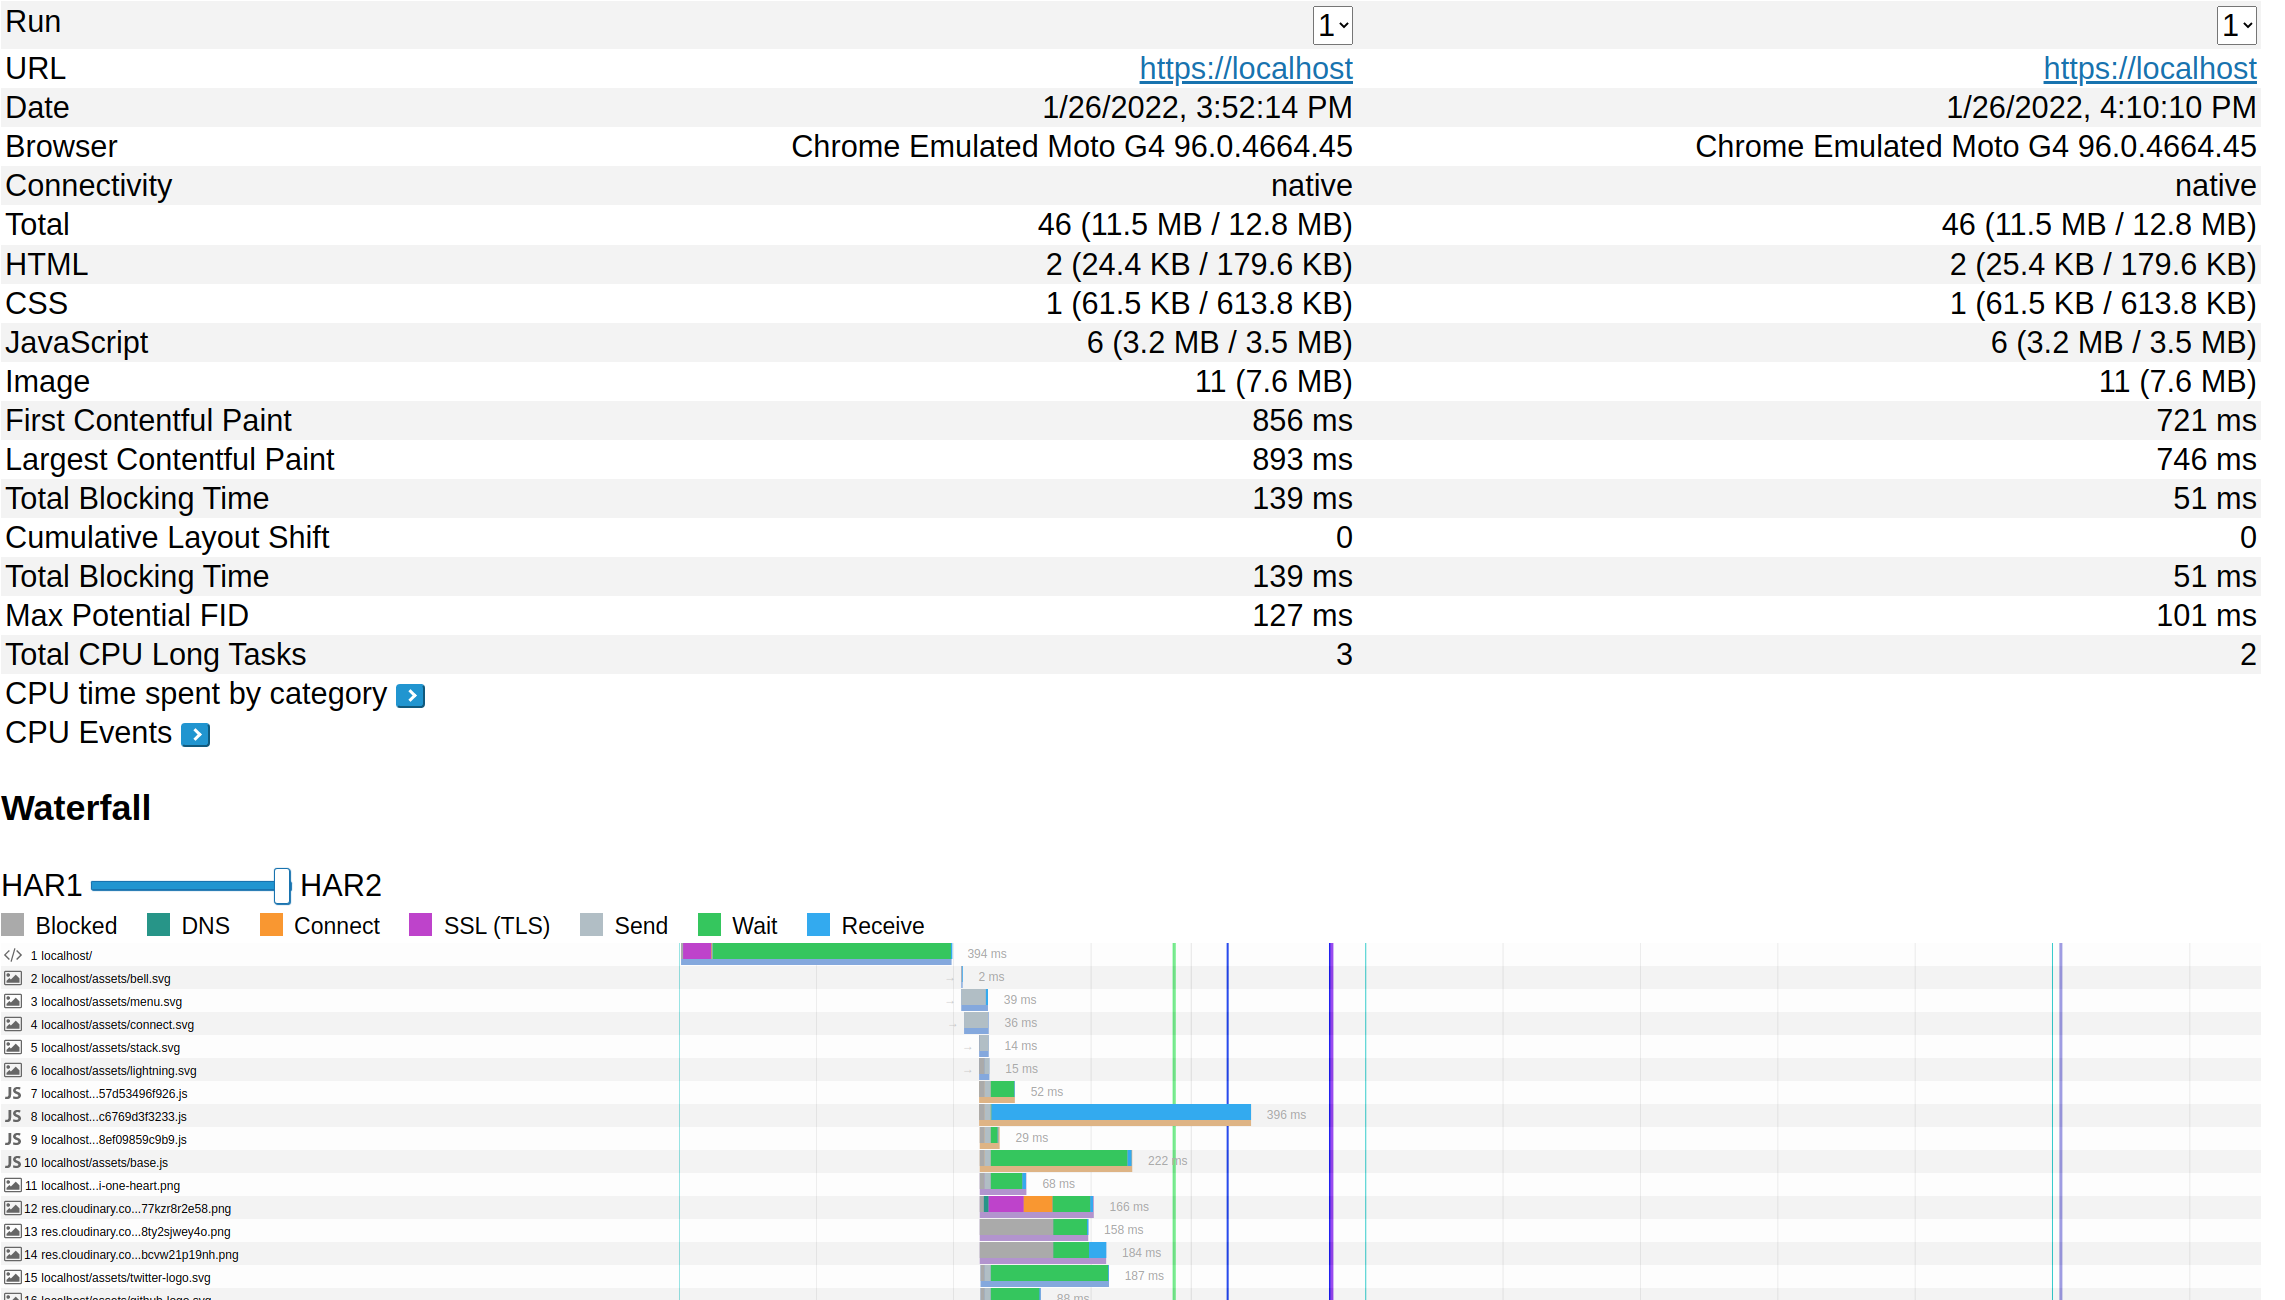 Run 1 1
URL https://localhost https://localhost
Date 1/26/2022, 3:52:14 PM 1/26/2022, 4:10:10 PM
Browser Chrome Emulated Moto G4 96.0.4664.45 Chrome Emulated Moto G4 96.0.4664.45
Connectivity native native
Total 46 (11.5 MB / 12.8 MB) 46 (11.5 MB / 12.8 MB)
HTML 2 (24.4 KB / 179.6 KB) 2 (25.4 KB / 179.6 KB)
CSS 1 (61.5 KB / 613.8 KB) 1 (61.5 KB / 613.8 KB)
JavaScript 6 (3.2 MB / 3.5 MB) 6 (3.2 MB / 3.5 MB)
Image 11 (7.6 MB) 11 (7.6 MB)
First Contentful Paint 856 ms 721 ms
Largest Contentful Paint 893 ms 746 ms
Total Blocking Time 139 ms 51 ms
Cumulative Layout Shift 0 0
Total Blocking Time 139 ms 51 ms
Max Potential FID 127 ms 101 ms
Total CPU Long Tasks 3 2
CPU time spent by category
CPU Events
Waterfall
HAR1 HAR2
Blocked DNS Connect SSL (TLS) Send Wait Receive
1 localhost/ 394 ms
2 localhost/assets/bell.svg 2 ms
3 localhost/assets/menu.svg 39 ms
4 localhost/assets/connect.svg 36 ms
5 localhost/assets/stack.svg 14 ms
6 localhost/assets/lightning.svg 15 ms
JS 7 localhost...57d53496f926.js 52 ms
JS 8 localhost...c6769d3f3233.js 396 ms
JS 9 localhost...8ef09859c9b9.js 29 ms
JS 10 localhost/assets/base.js 222 ms
11 localhost...i-one-heart.png 68 ms
12 res.cloudinary.co...77kzr8r2e58.png 166 ms
13 res.cloudinary.co...8ty2sjwey4o.png 158 ms
14 res.cloudinary.co...bcvw21p19nh.png 184 ms
15 localhost/assets/twitter-logo.svg 187 ms
16 localhost/assets/github-logo.svg 88 ms